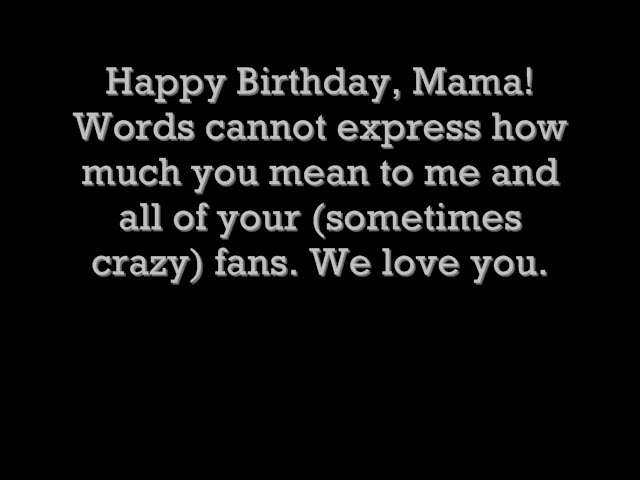 Happy Birthday, Mama!
Words cannot express how
much you mean to me and
all of your (sometimes
crazy) fans. We love you.